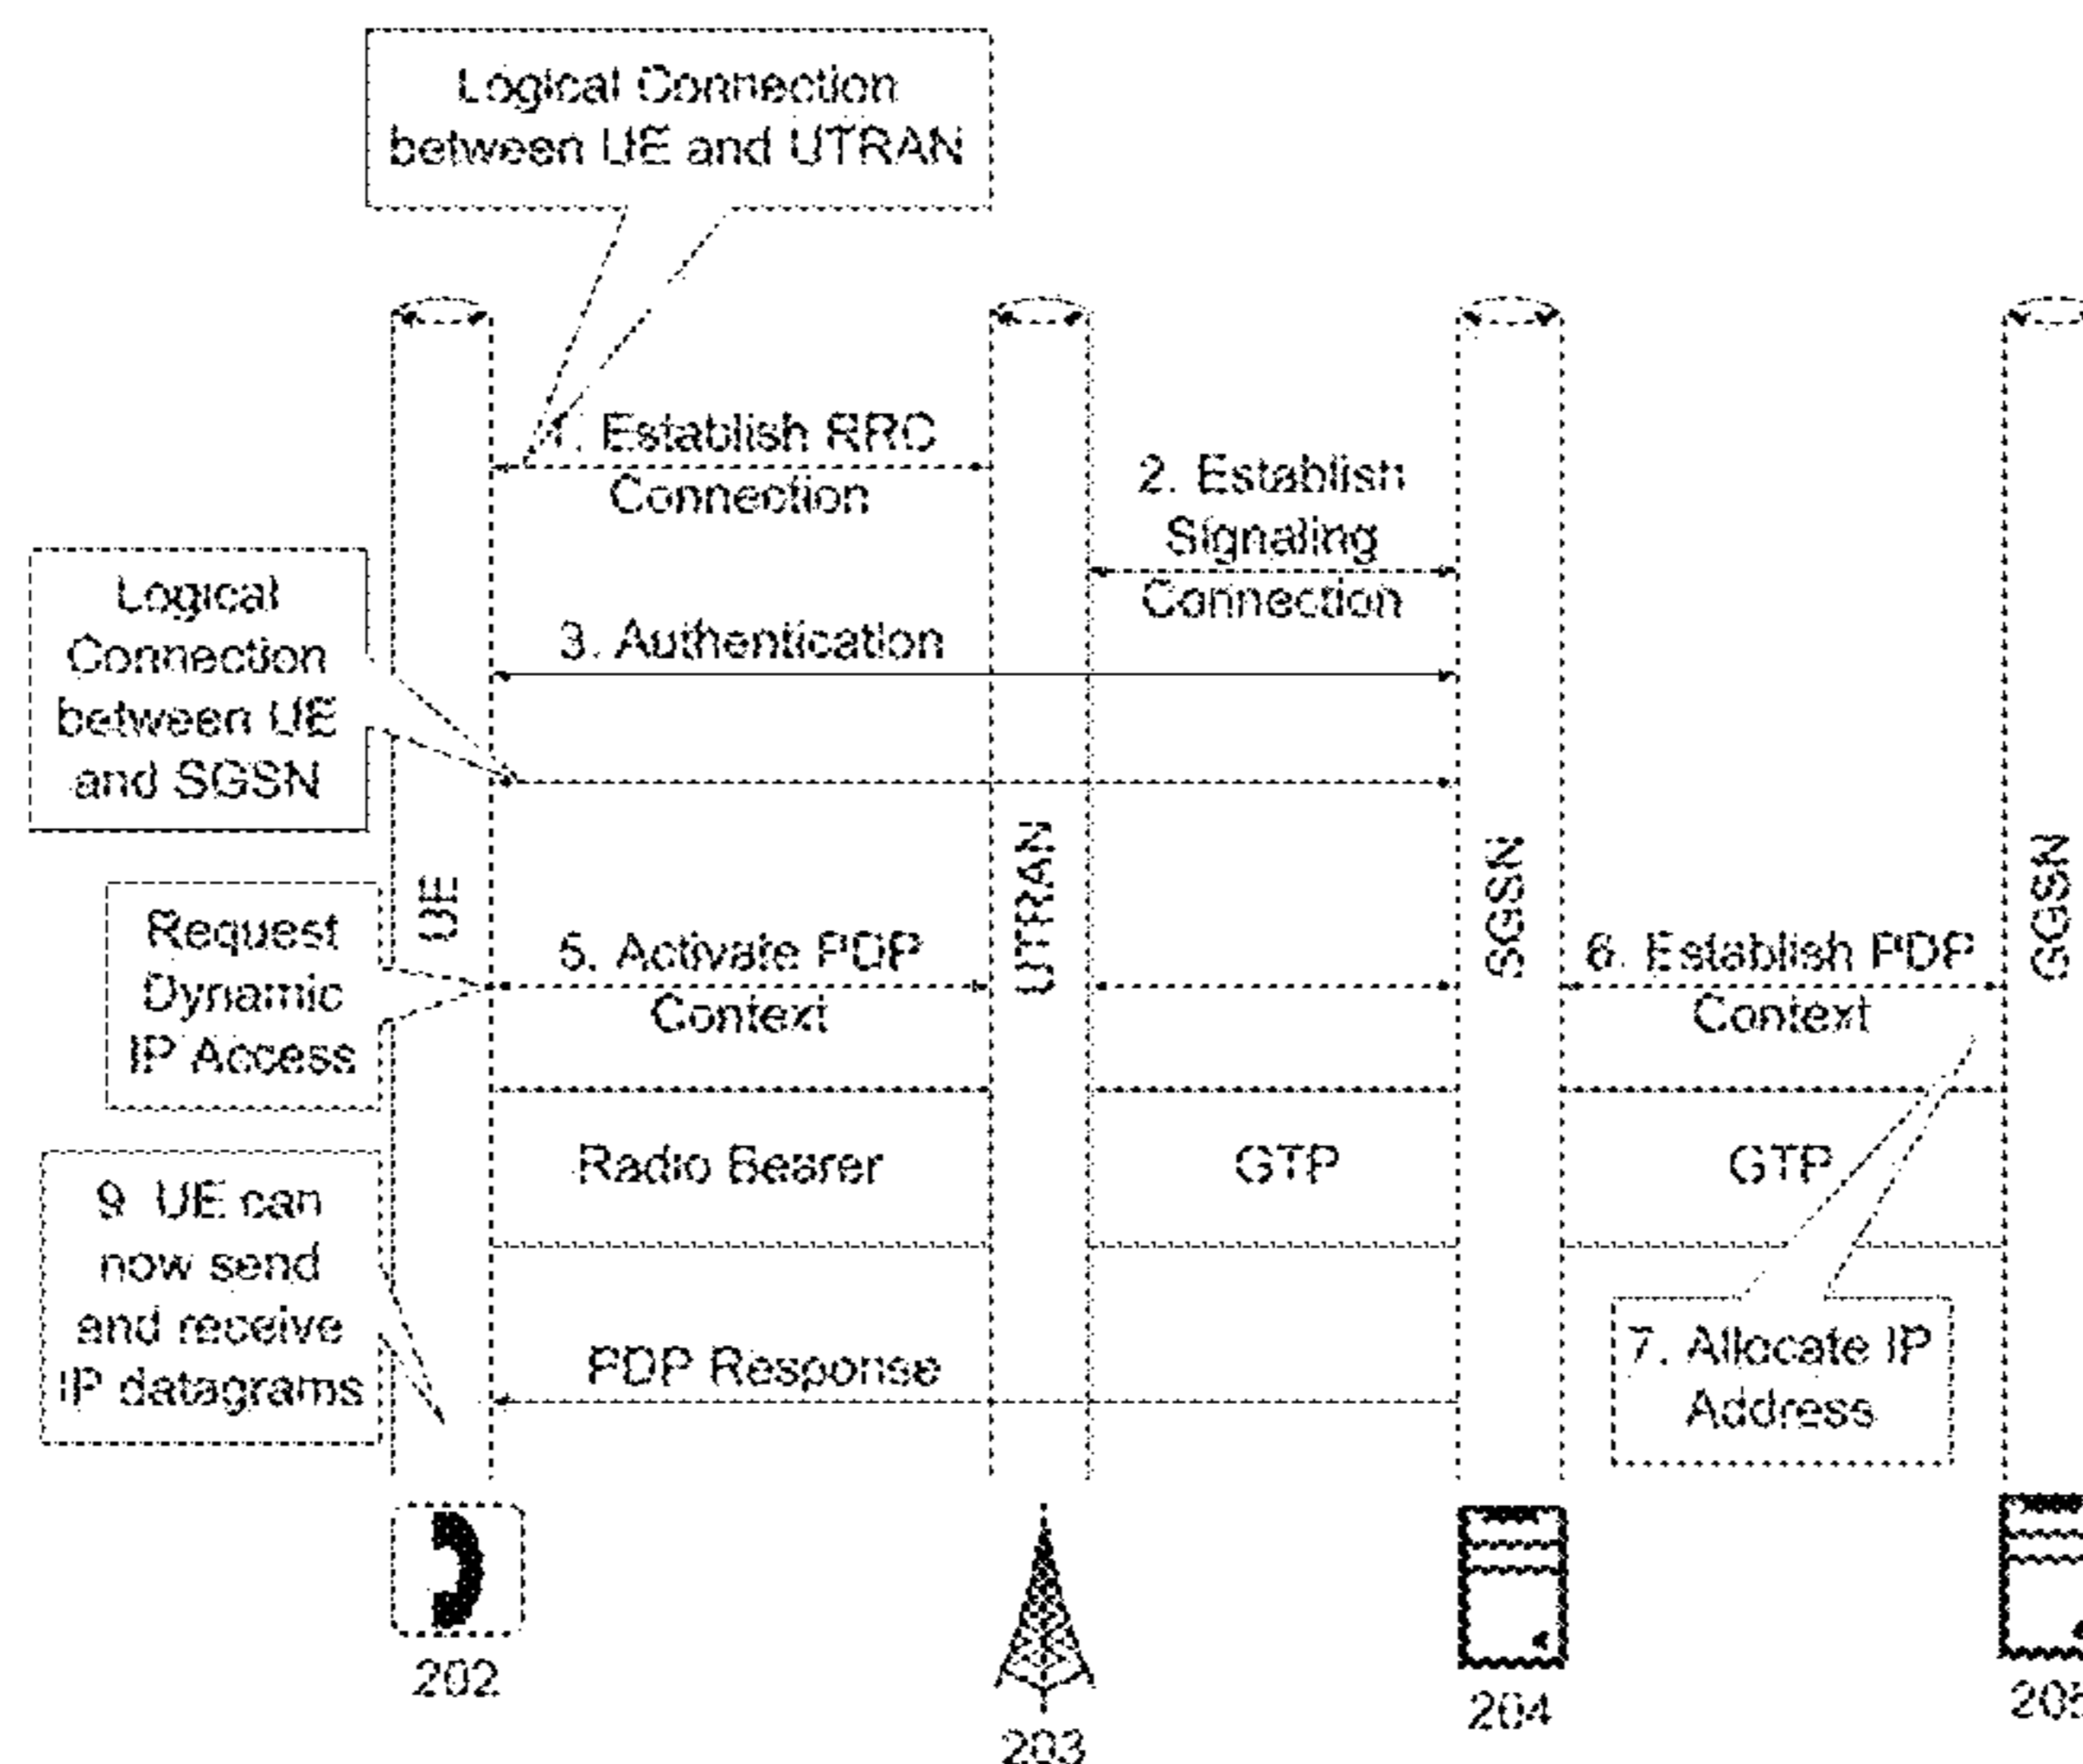 Logical Connection
between UE and UTRAN
1. Establish RRC
Connection
2. Establish
Signaling
Connection
Logical
Connection
between UE
and SGSN
3. Authentication
UE
UTRAN
SGSN
GGSN
Request
Dynamic
IP Access
5. Activate PDP
Context
6. Establish PDP
Context
Radio Bearer
GTP
GTP
9 UE can
now send
and receive
IP datagrams
PDP Response
7. Allocate IP
Address
202
203
204
205